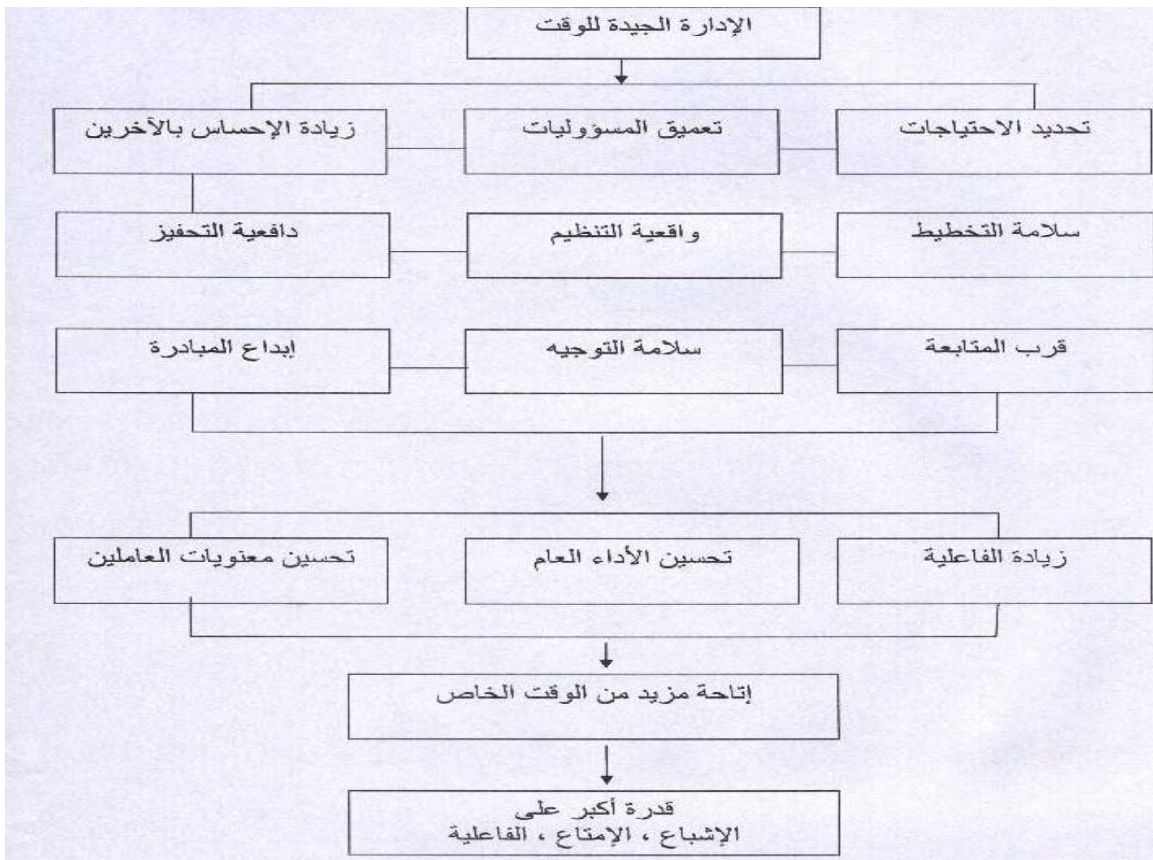 الإدارة الجيدة للوقت
تحديد الاحتياجات
تعميق المسؤوليات
زيادة الإحساس بالآخرين
سلامة التخطيط
واقعية التنظيم
دافعية التحفيز
قرب المتابعة
سلامة التوجيه
إبداع المبادرة
زيادة الفاعلية
تحسين الأداء العام
تحسين معنويات العاملين
إتاحة مزيد من الوقت الخاص
قدرة أكبر على
الإشباع ، الإمتاع ، الفاعلية